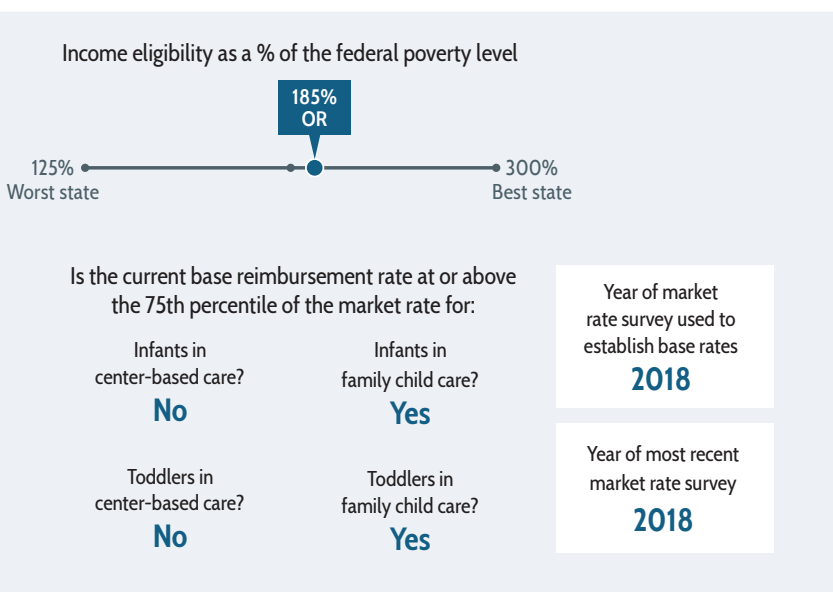 Income eligibility as a % of the federal poverty level
185%
OR
125%
Worst state
300%
Best state
Is the current base reimbursement rate at or above
the 75th percentile of the market rate for:
Infants in
center-based care?
No
Infants in
family child care?
Yes
Toddlers in
center-based care?
No
Toddlers in
family child care?
Yes
Year of market
rate survey used to
establish base rates
2018
Year of most recent
market rate survey
2018